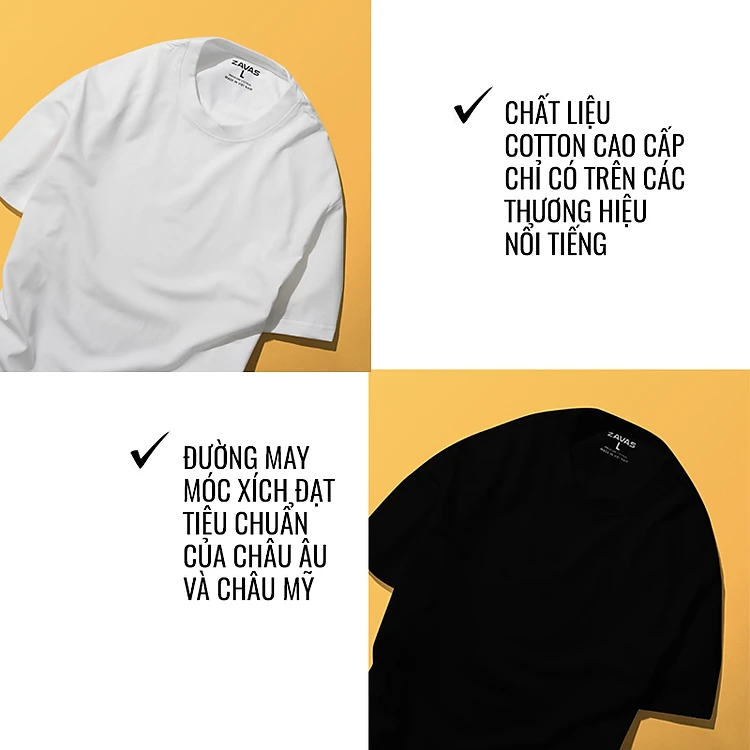 ZAVAS
L
CHẤT LIỆU
COTTON CAO CẤP
CHỈ CÓ TRÊN CÁC
THƯƠNG HIỆU
NỔI TIẾNG
ĐƯỜNG MAY
MÓC XÍCH ĐẠT
TIÊU CHUẨN
CỦA CHÂU ÂU
VÀ CHÂU MỸ
ZAVAS
L